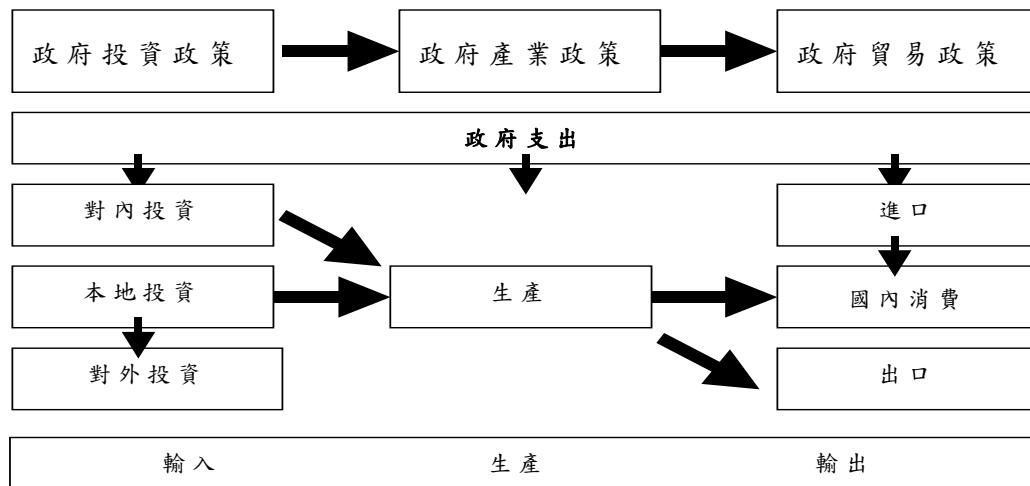 政府投資政策 政府產業政策 政府貿易政策
政府支出
對內投資 進口
本地投資 生產 國內消費
對外投資 出口
輸入 生產 輸出